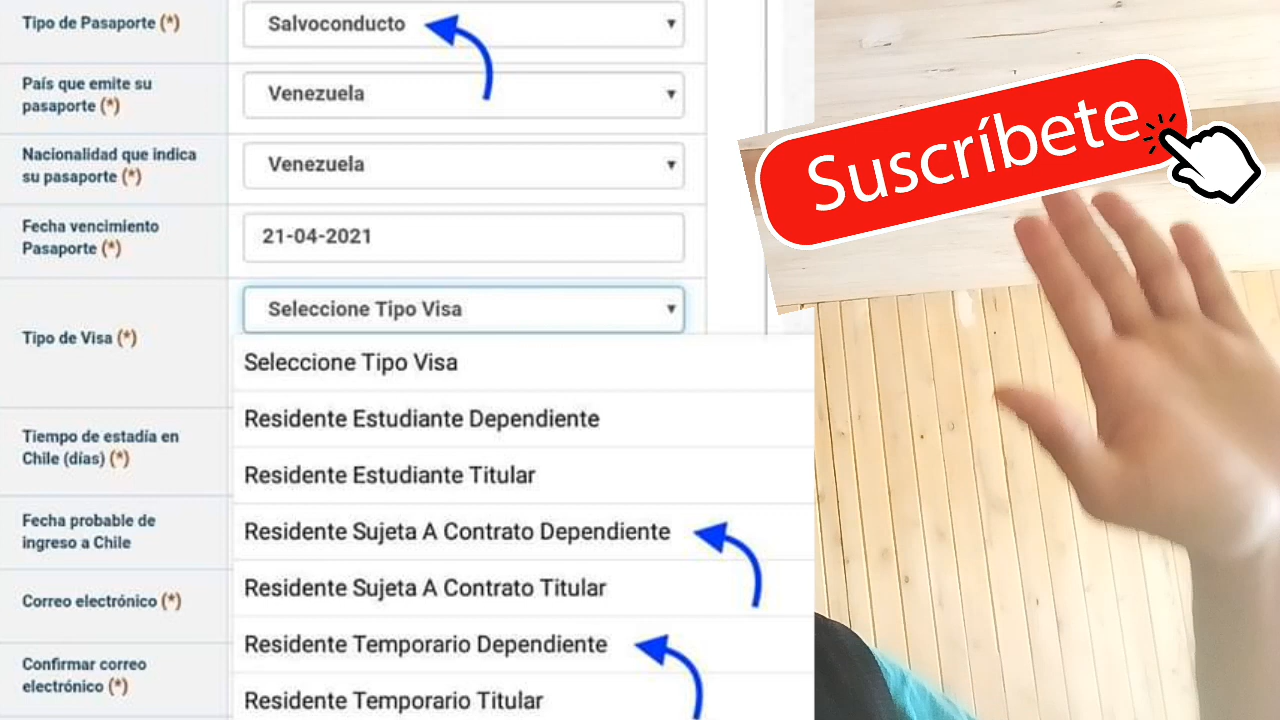 Tipo de Pasaporte (*)
Salvoconducto
País que emite su
pasaporte (*)
Venezuela
Nacionalidad que indica
su pasaporte (*)
Venezuela
Fecha vencimiento
Pasaporte (*)
21-04-2021
Tipo de Visa (*)
Seleccione Tipo Visa
Seleccione Tipo Visa
Residente Estudiante Dependiente
Residente Estudiante Titular
Residente Sujeta A Contrato Dependiente
Residente Sujeta A Contrato Titular
Residente Temporario Dependiente
Residente Temporario Titular
Tiempo de estadía en
Chile (días) (*)
Fecha probable de
ingreso a Chile
Correo electrónico (*)
Confirmar correo
electrónico (*)
Suscríbete